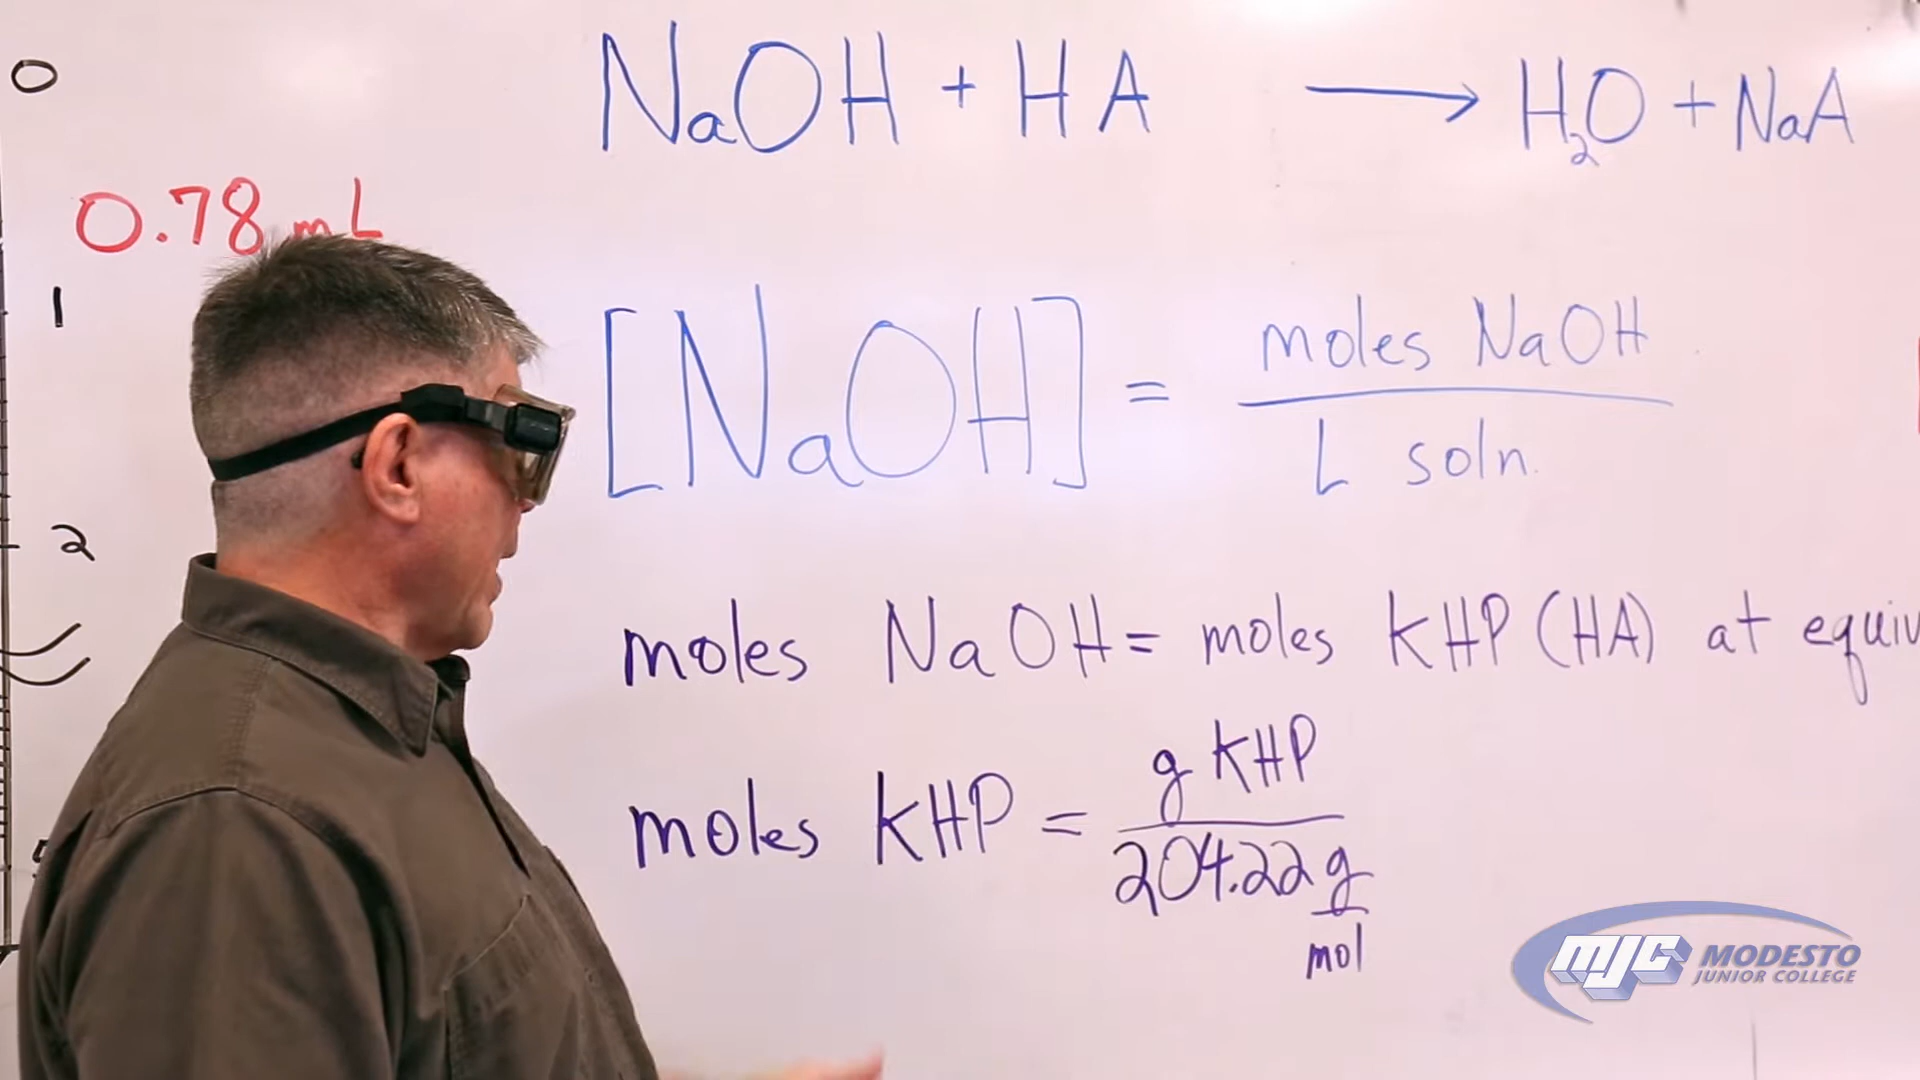 0
0.78 mL
1
2
NaOH + HA → H₂O + NaA
[NaOH] = moles NaOH
L soln.
moles NaOH = moles KHP (HA) at equiv
moles KHP = g KHP
204.22 g
mol
MJC MODESTO
JUNIOR COLLEGE